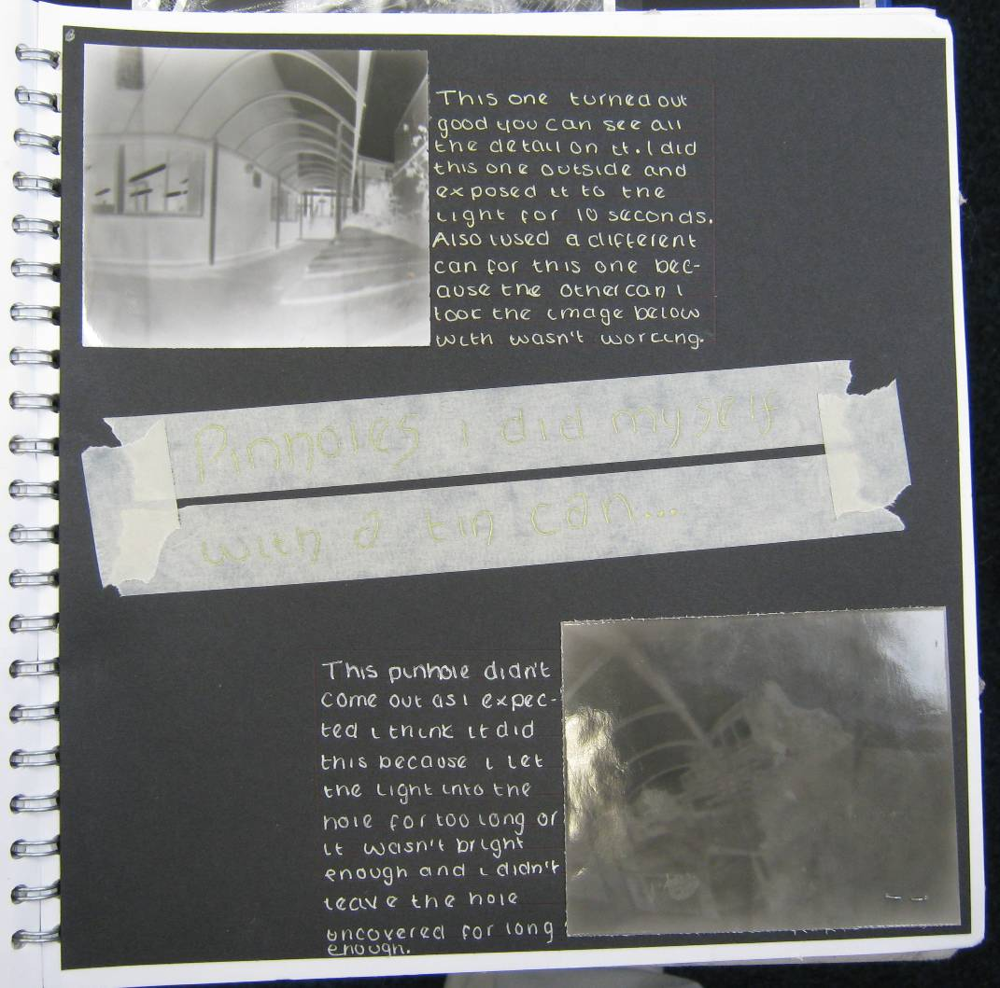 This one turned out
good you can see all
the detail on it. I did
this one outside and
exposed it to the
light for 10 seconds.
Also i used a different
can for this one bec-
ause the other can i
took the image below
with wasn't working.
Pinholes i did myself
with a tin can...
This pinhole didn't
come out as i expec-
ted i think it did
this because i let
the light into the
hole for too long or
it wasn't bright
enough and i didn't
leave the hole
uncovered for long
enough.